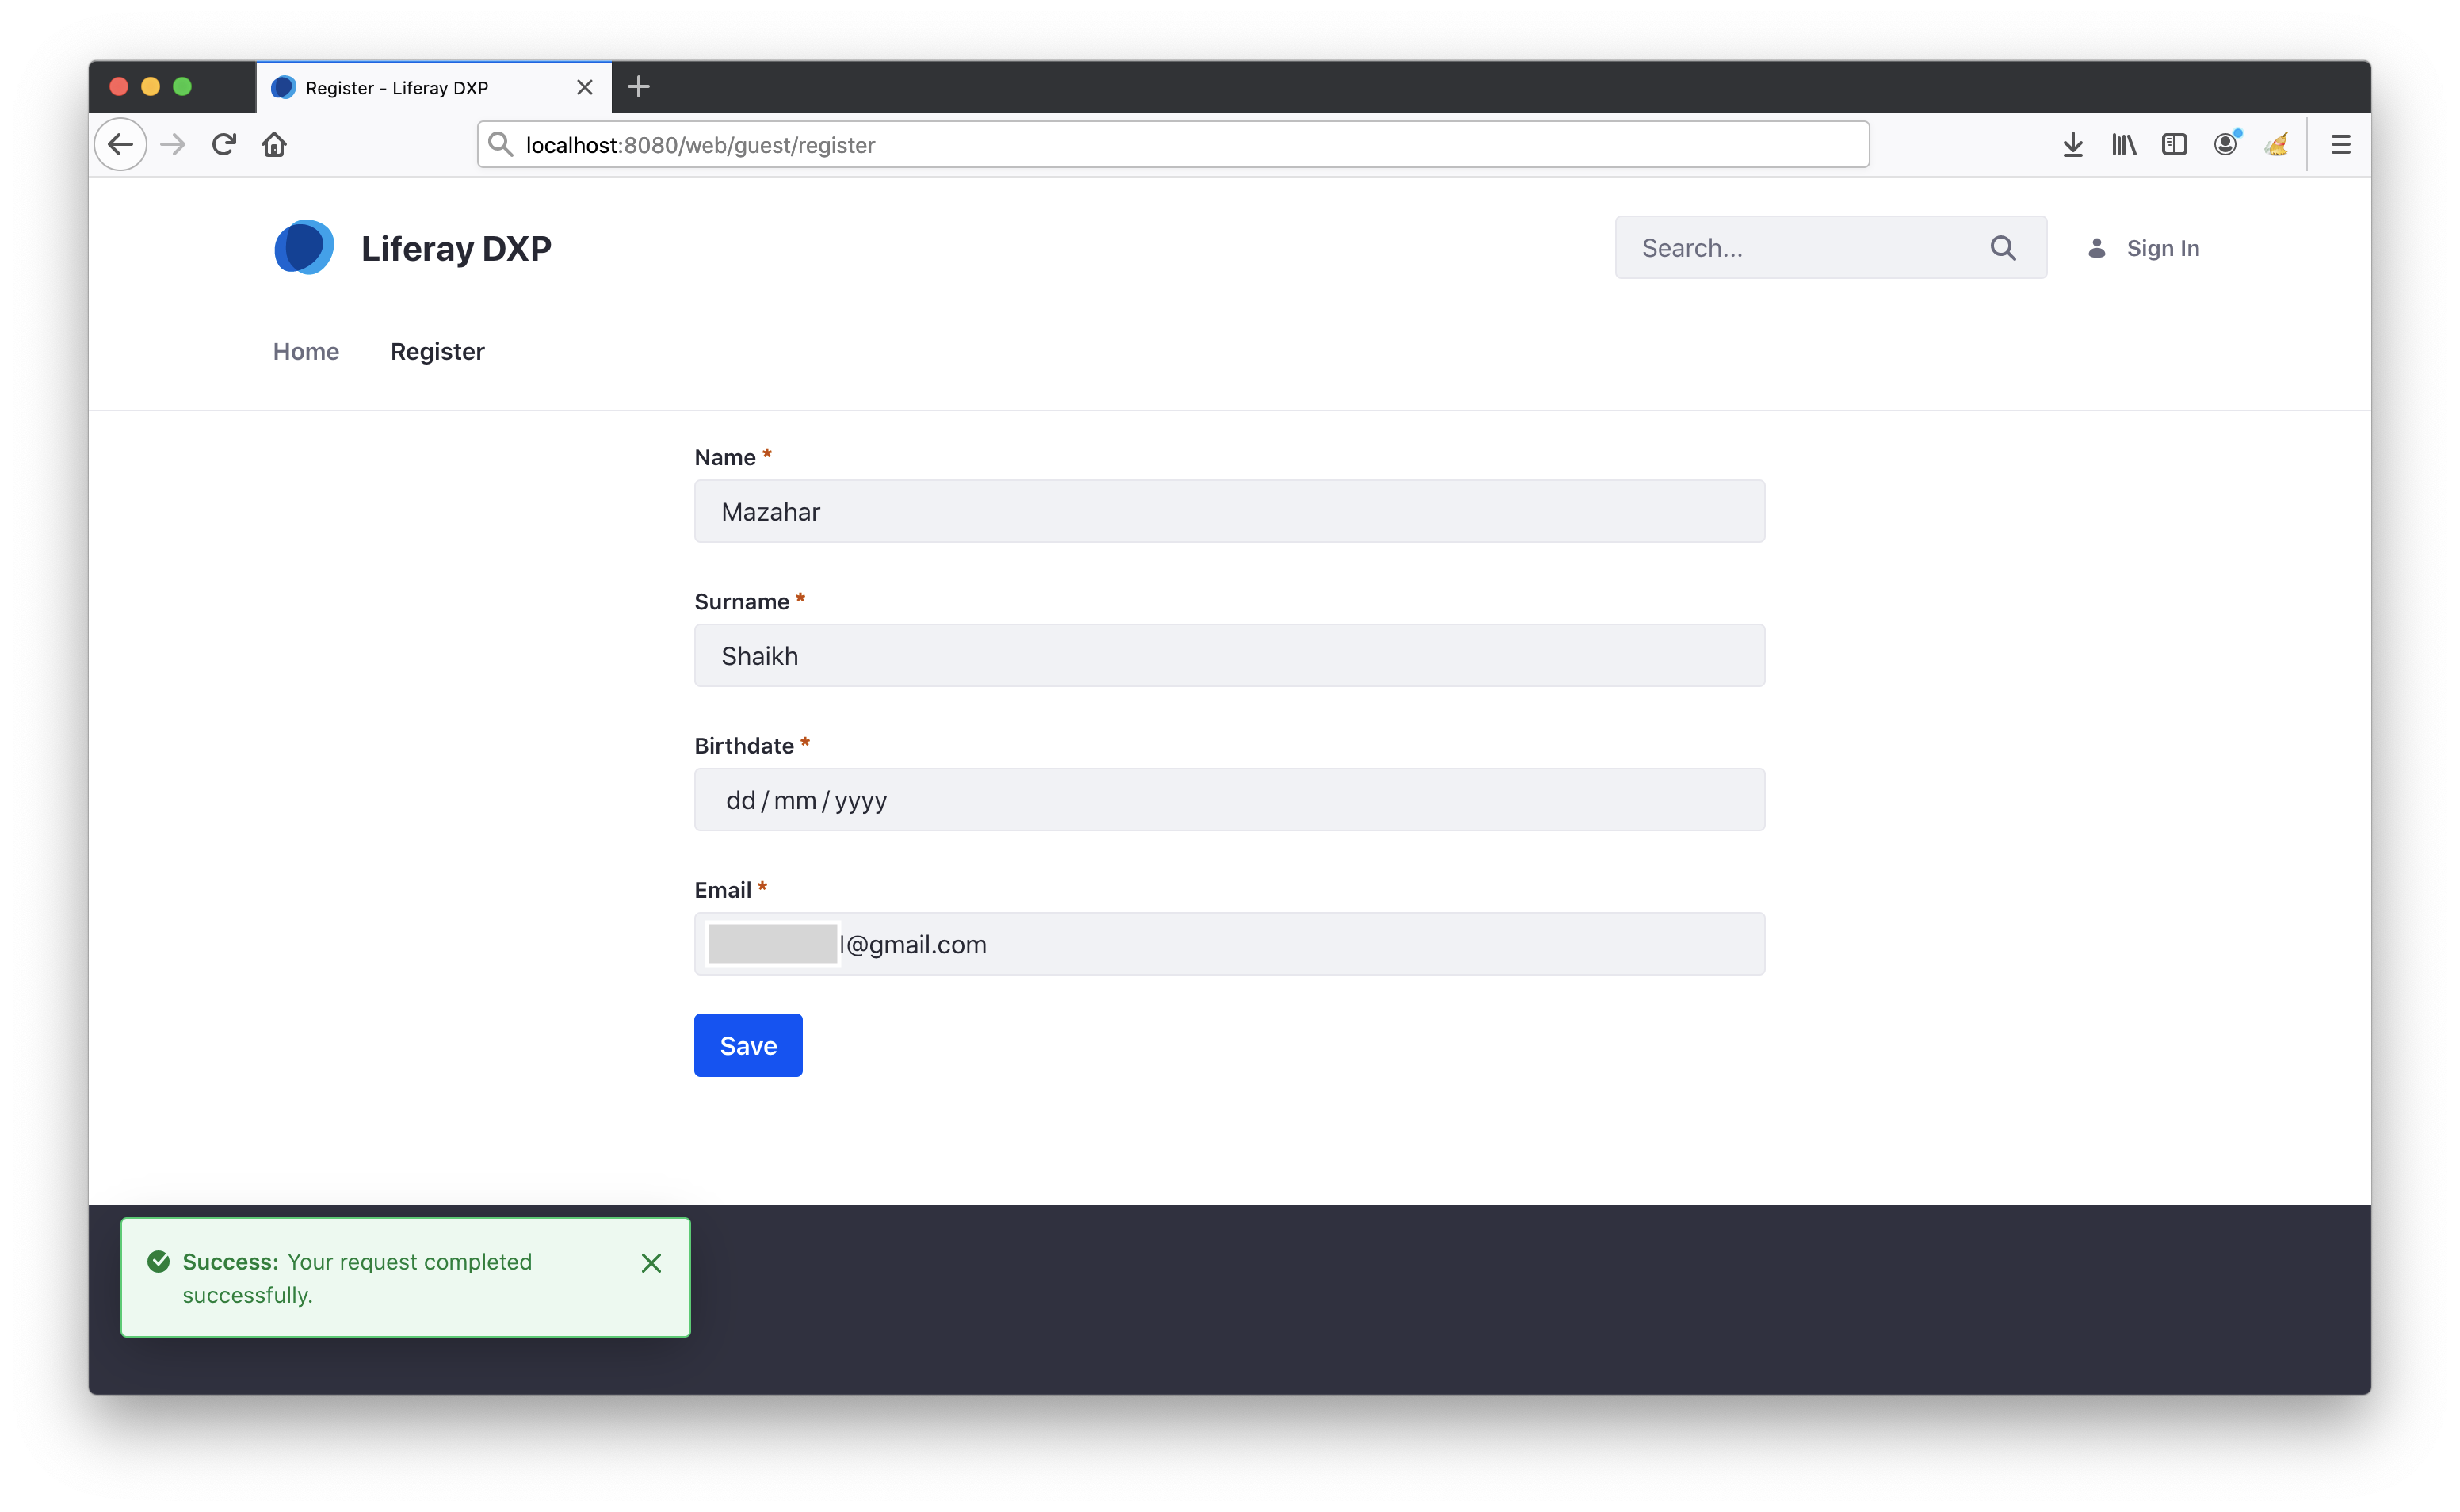 Register - Liferay DXP
localhost:8080/web/guest/register
Liferay DXP
Search...
Sign In
Home Register
Name *
Mazahar
Surname *
Shaikh
Birthdate *
dd / mm / yyyy
Email *
@gmail.com
Save
Success: Your request completed
successfully.